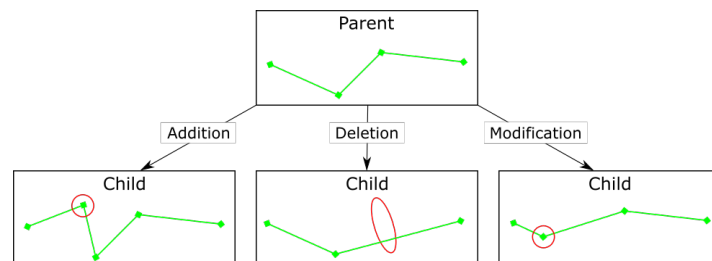 Parent
Addition
Deletion
Modification
Child
Child
Child